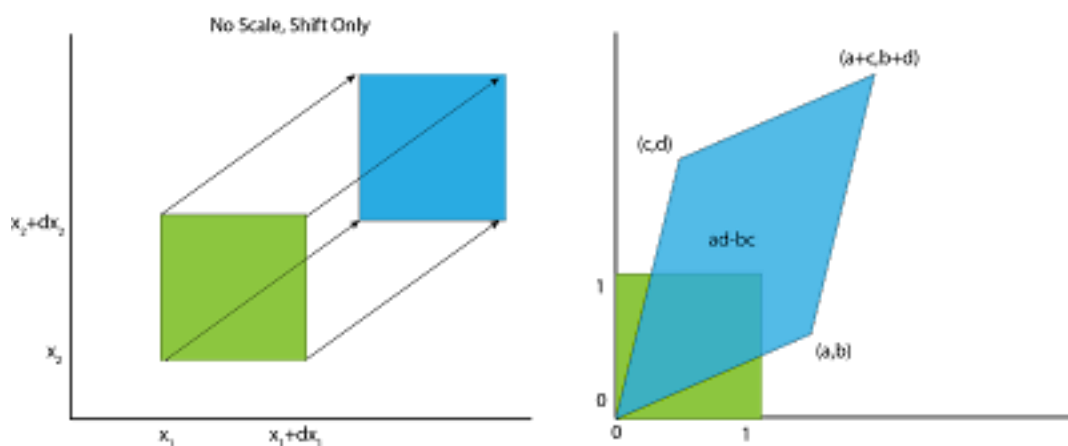 No Scale, Shift Only
x₂+dx₂
x₂
x₁
x₁+dx₁
(a+c,b+d)
(c,d)
ad-bc
1
(a,b)
0
0
1